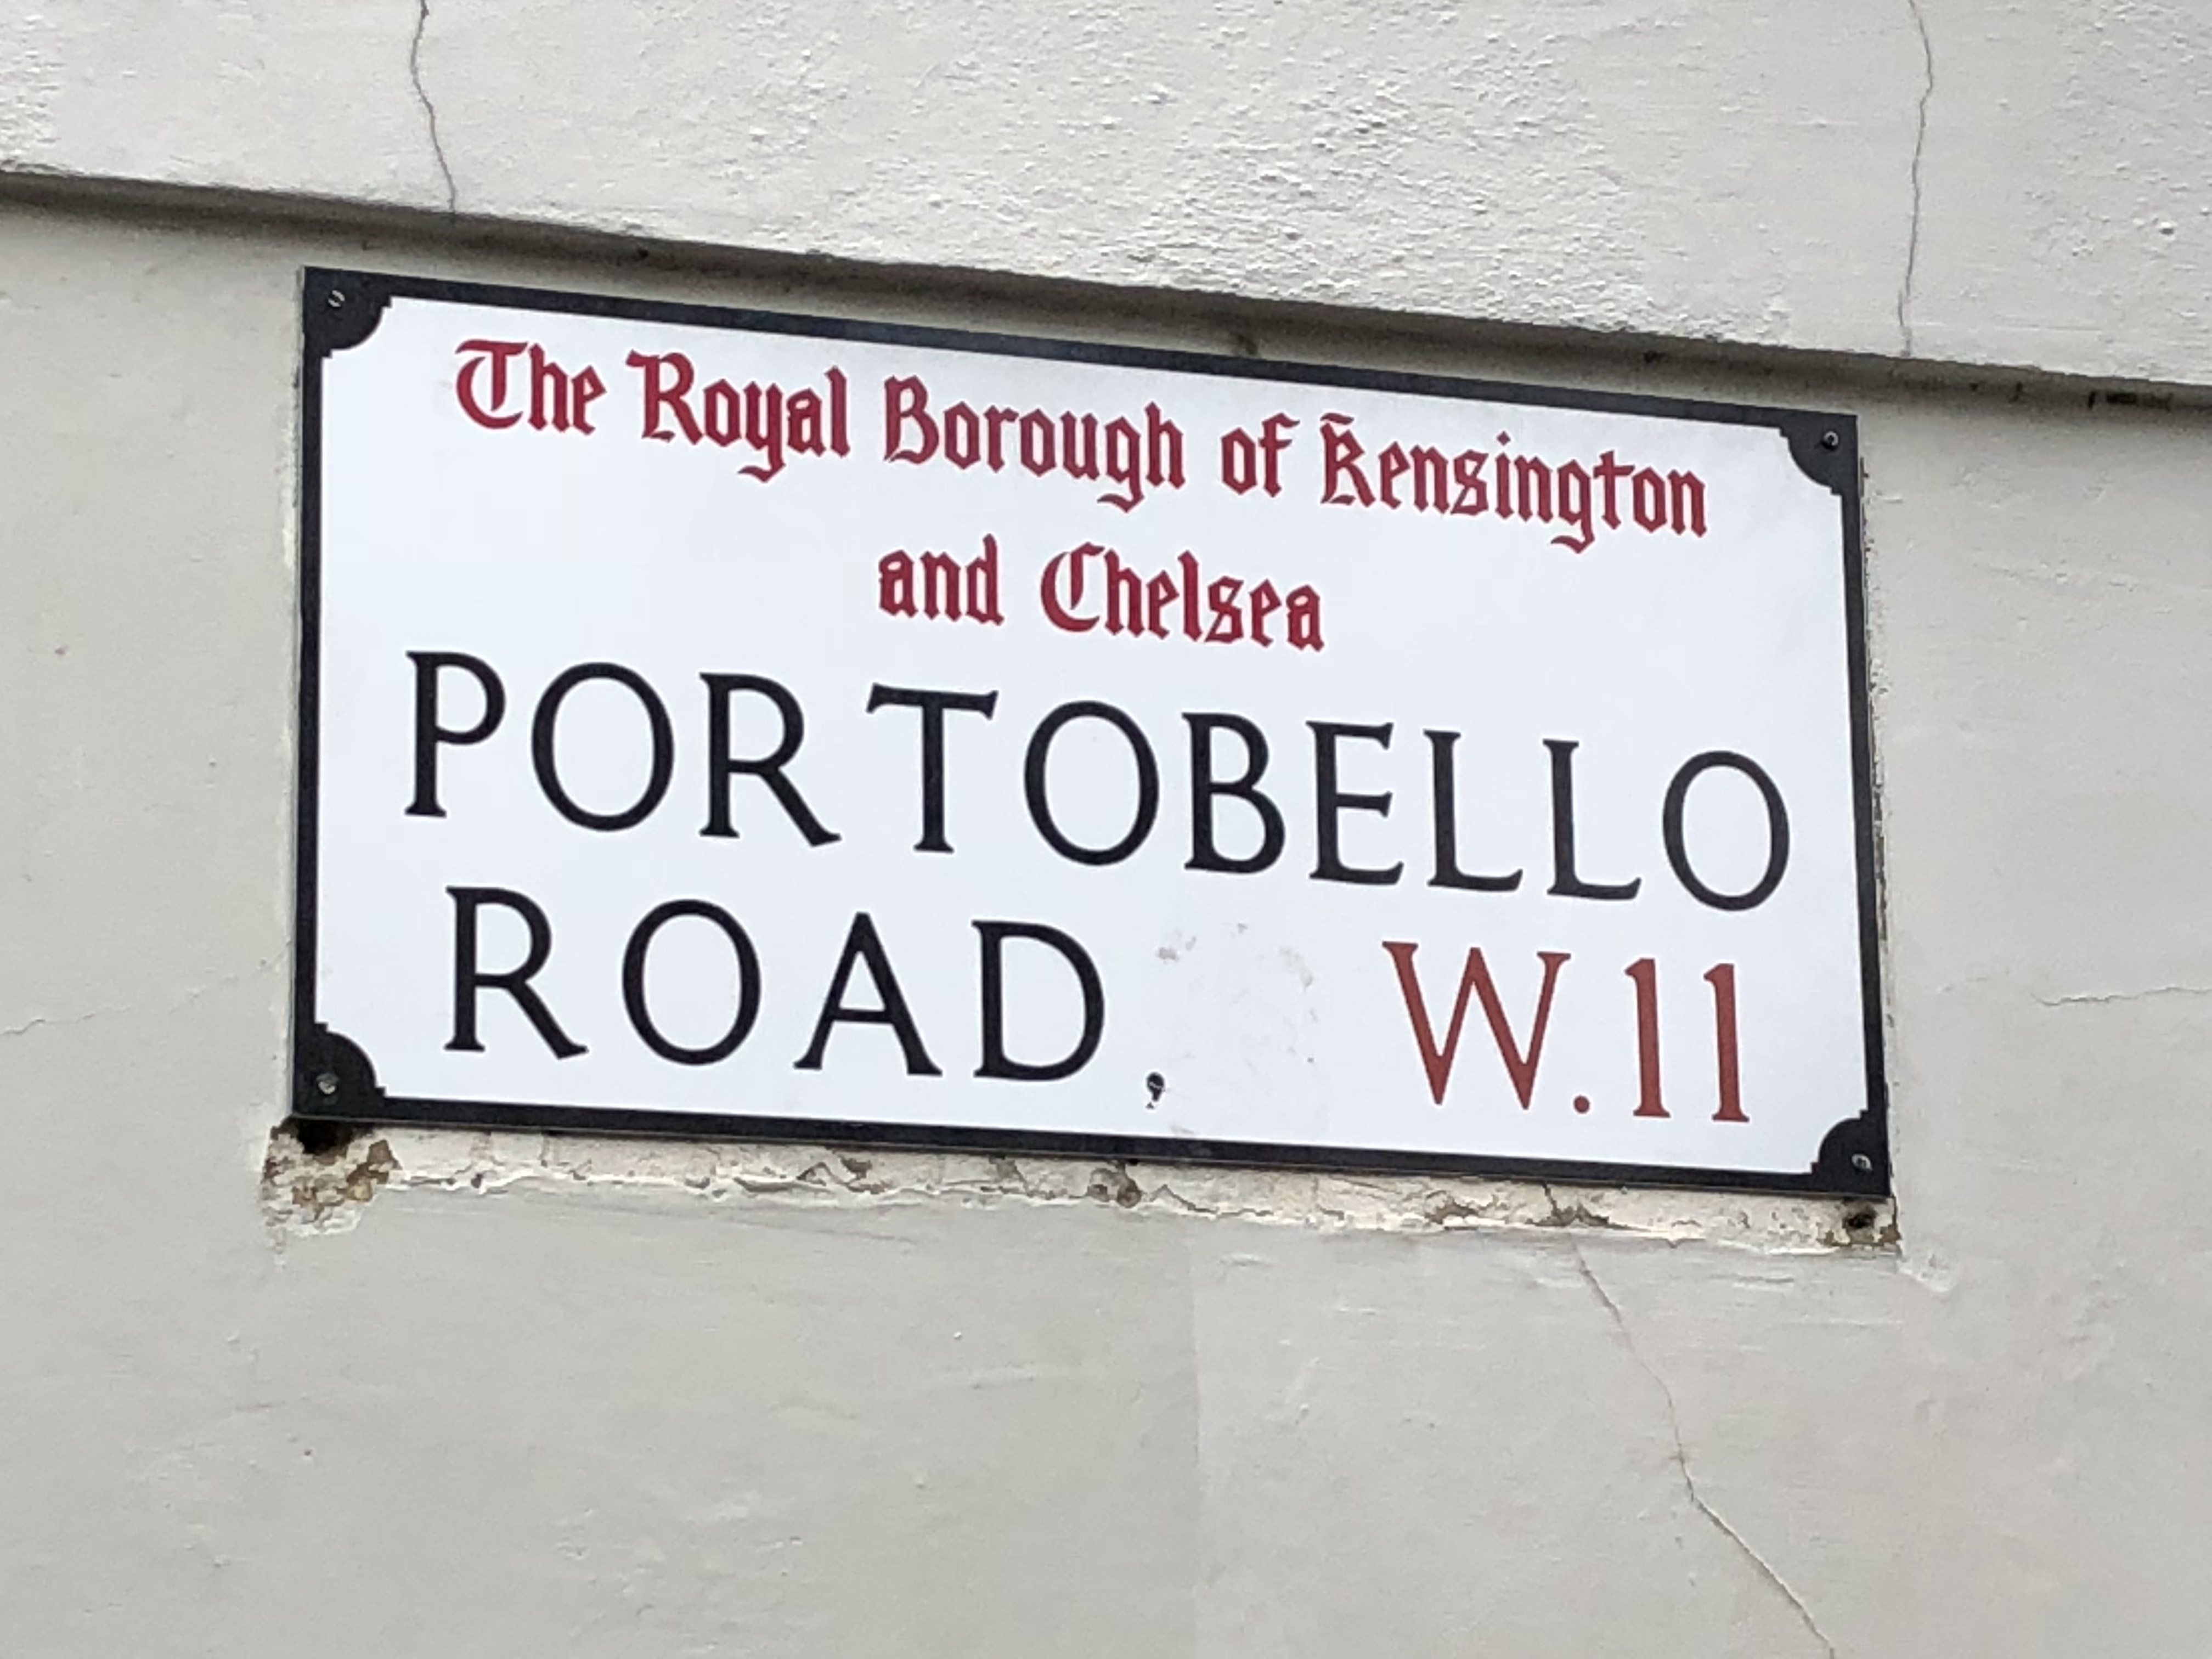 The Royal Borough of Kensington
and Chelsea
PORTOBELLO
ROAD, W.11